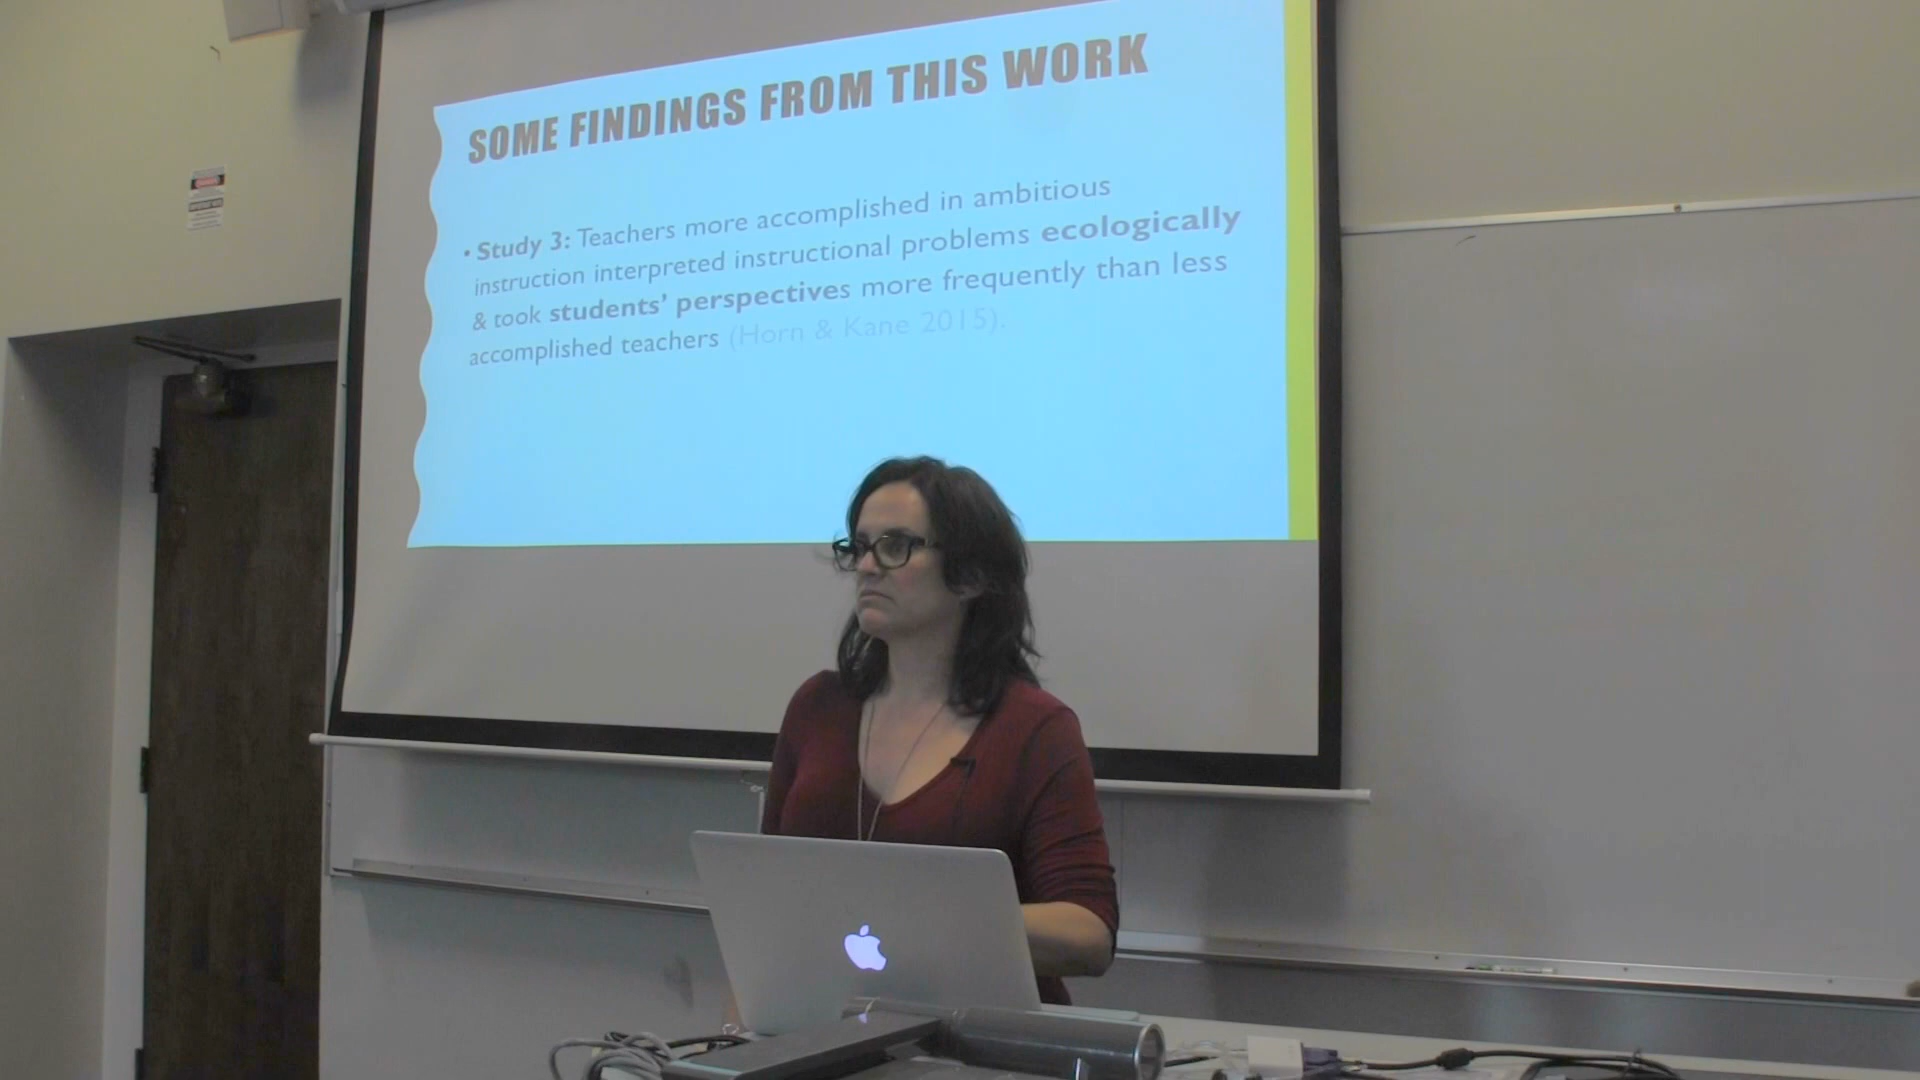 SOME FINDINGS FROM THIS WORK
• Study 3: Teachers more accomplished in ambitious
instruction interpreted instructional problems ecologically
& took students' perspectives more frequently than less
accomplished teachers (Horn & Kane 2015).